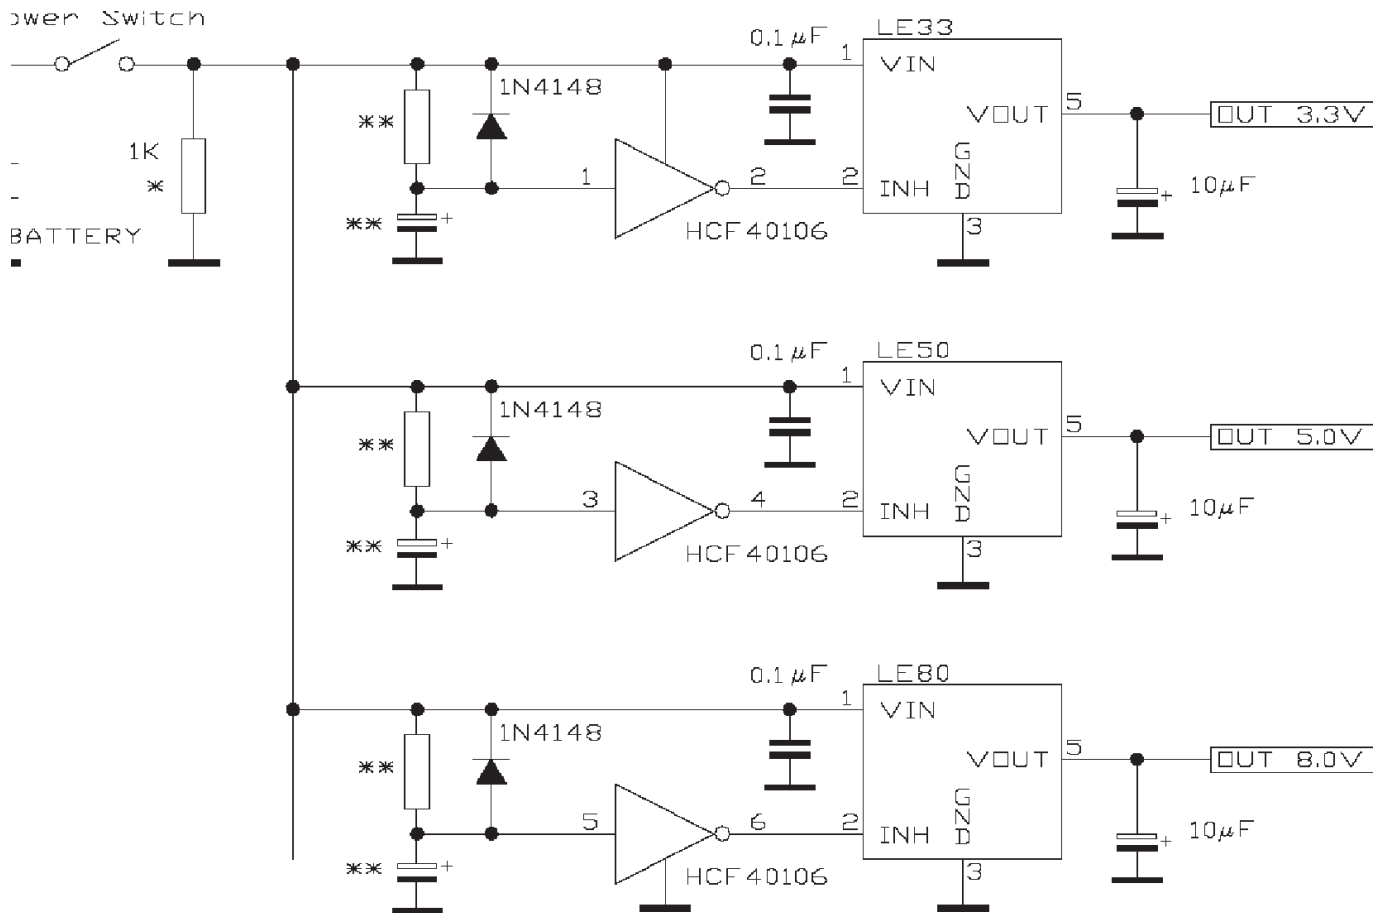 ower Switch
LE33
0.1µF
1
VIN
1N4148
5
VOUT
OUT 3.3V
**
GND
1K
*
1
2
2
INH
10µF
+
**
+
HCF40106
3
BATTERY
LE50
0.1µF
1
VIN
1N4148
5
VOUT
OUT 5.0V
**
GND
3
4
2
INH
10µF
+
**
+
HCF40106
3
LE80
0.1µF
1
VIN
1N4148
5
VOUT
OUT 8.0V
**
GND
5
6
2
INH
10µF
+
**
+
HCF40106
3